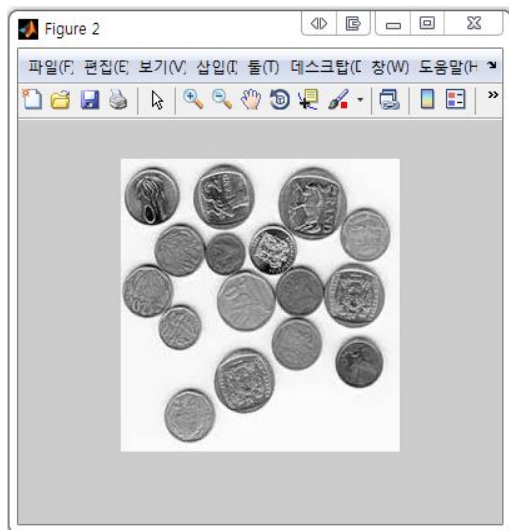 Figure 2
파일(F) 편집(E) 보기(V) 삽입(I) 툴(T) 데스크탑(D) 창(W) 도움말(H
RAND